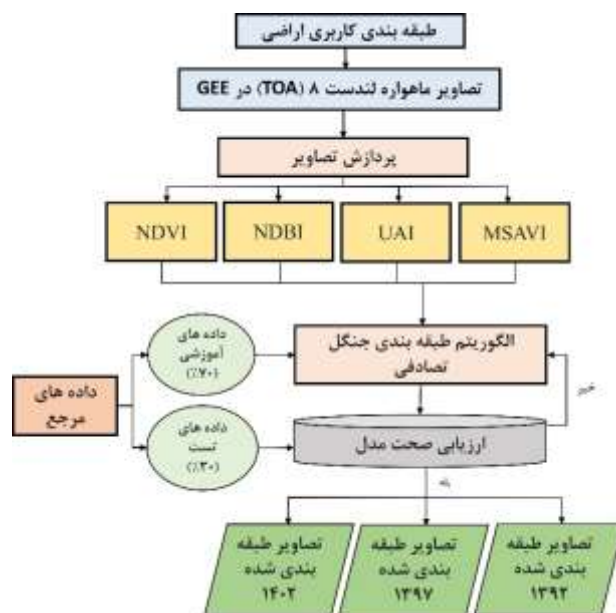 طبقه بندی کاربری اراضی
تصاویر ماهواره لندست ۸ (TOA) در GEE
پردازش تصاویر
NDVI
NDBI
UAI
MSAVI
داده های
آموزشی
(٪۷۰)
الگوریتم طبقه بندی جنگل
تصادفی
خیر
داده های
مرجع
داده های
تست
(٪۳۰)
ارزیابی صحت مدل
بله
تصاویر طبقه
بندی شده
۱۳۹۲
تصاویر طبقه
بندی شده
۱۳۹۷
تصاویر طبقه
بندی شده
۱۴۰۲